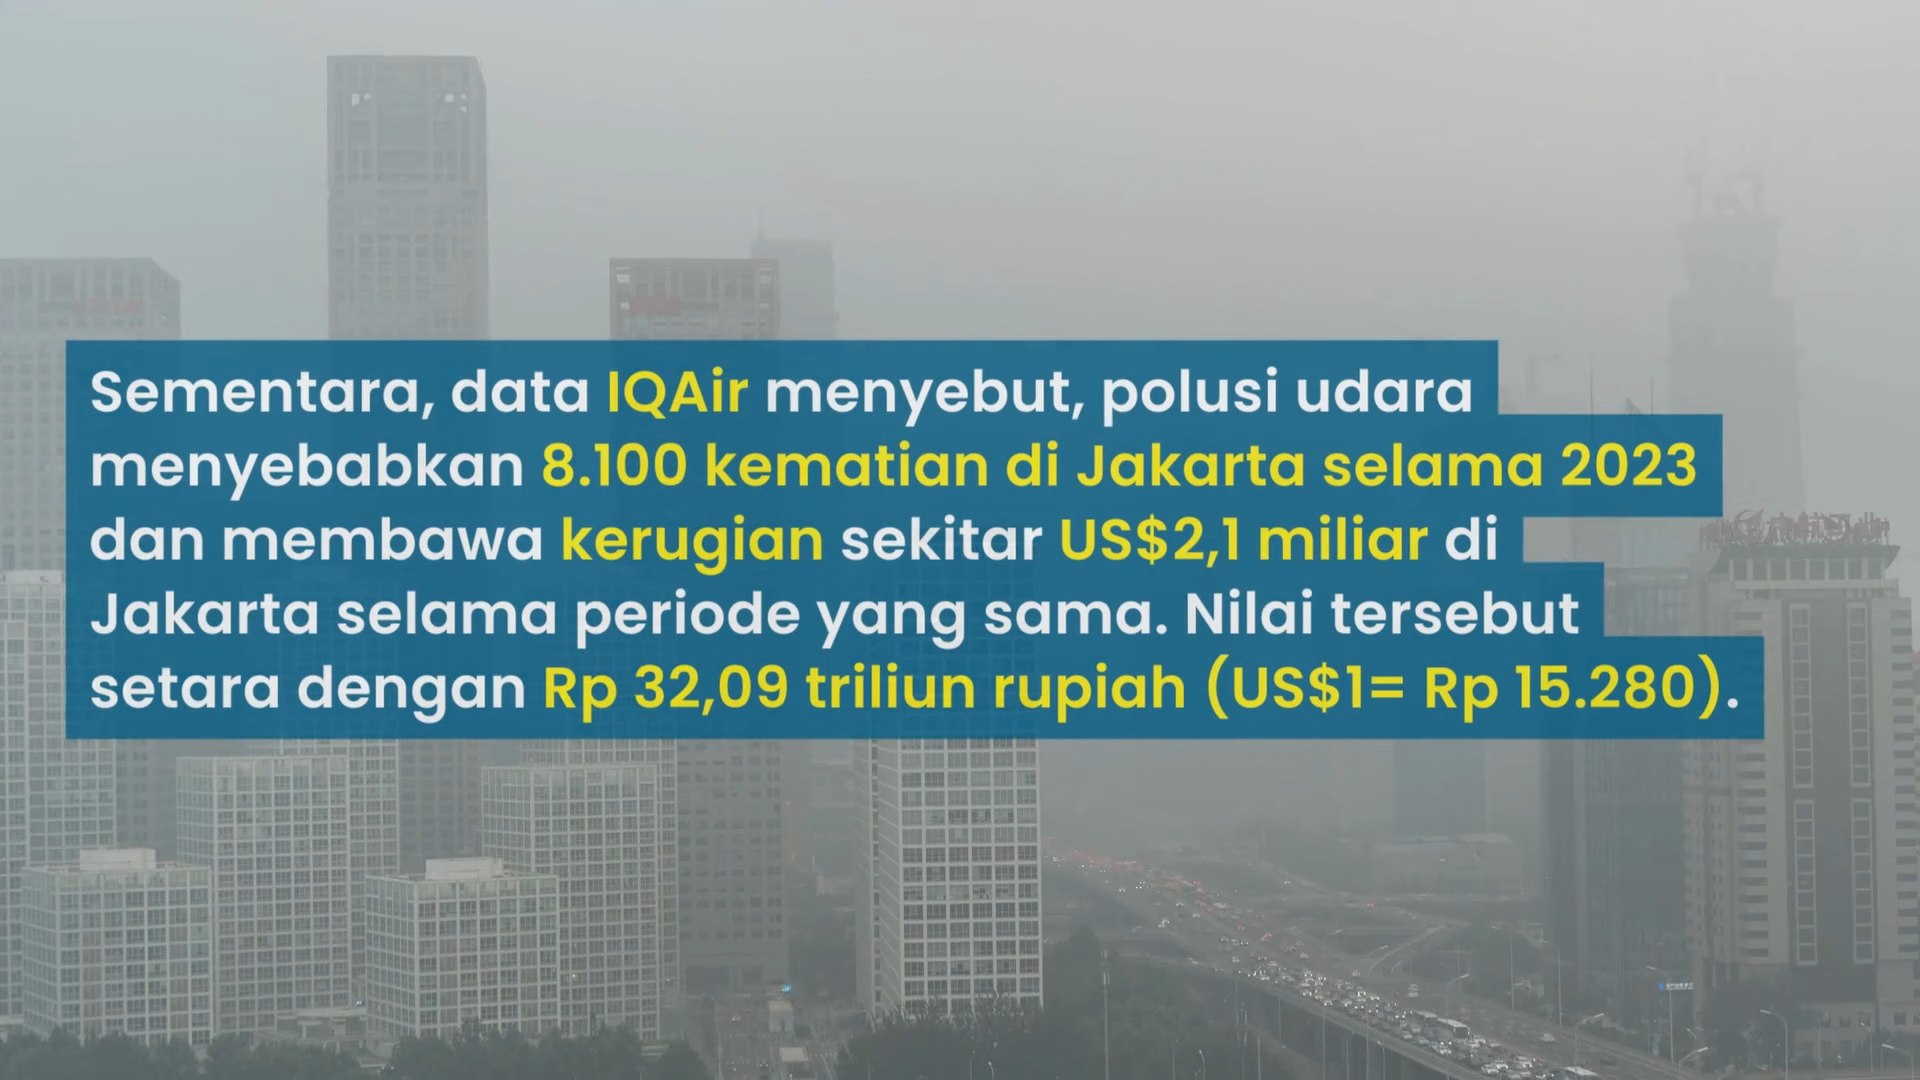 Sementara, data IQAir menyebut, polusi udara
menyebabkan 8.100 kematian di Jakarta selama 2023
dan membawa kerugian sekitar US$2,1 miliar di
Jakarta selama periode yang sama. Nilai tersebut
setara dengan Rp 32,09 triliun rupiah (US$1= Rp 15.280).